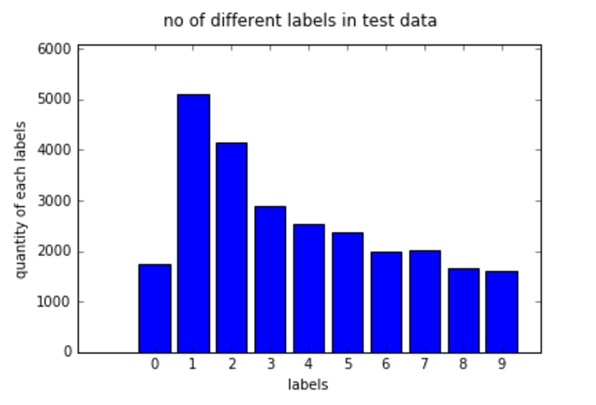 no of different labels in test data
6000
5000
4000
3000
2000
1000
0
quantity of each labels
0 1 2 3 4 5 6 7 8 9
labels